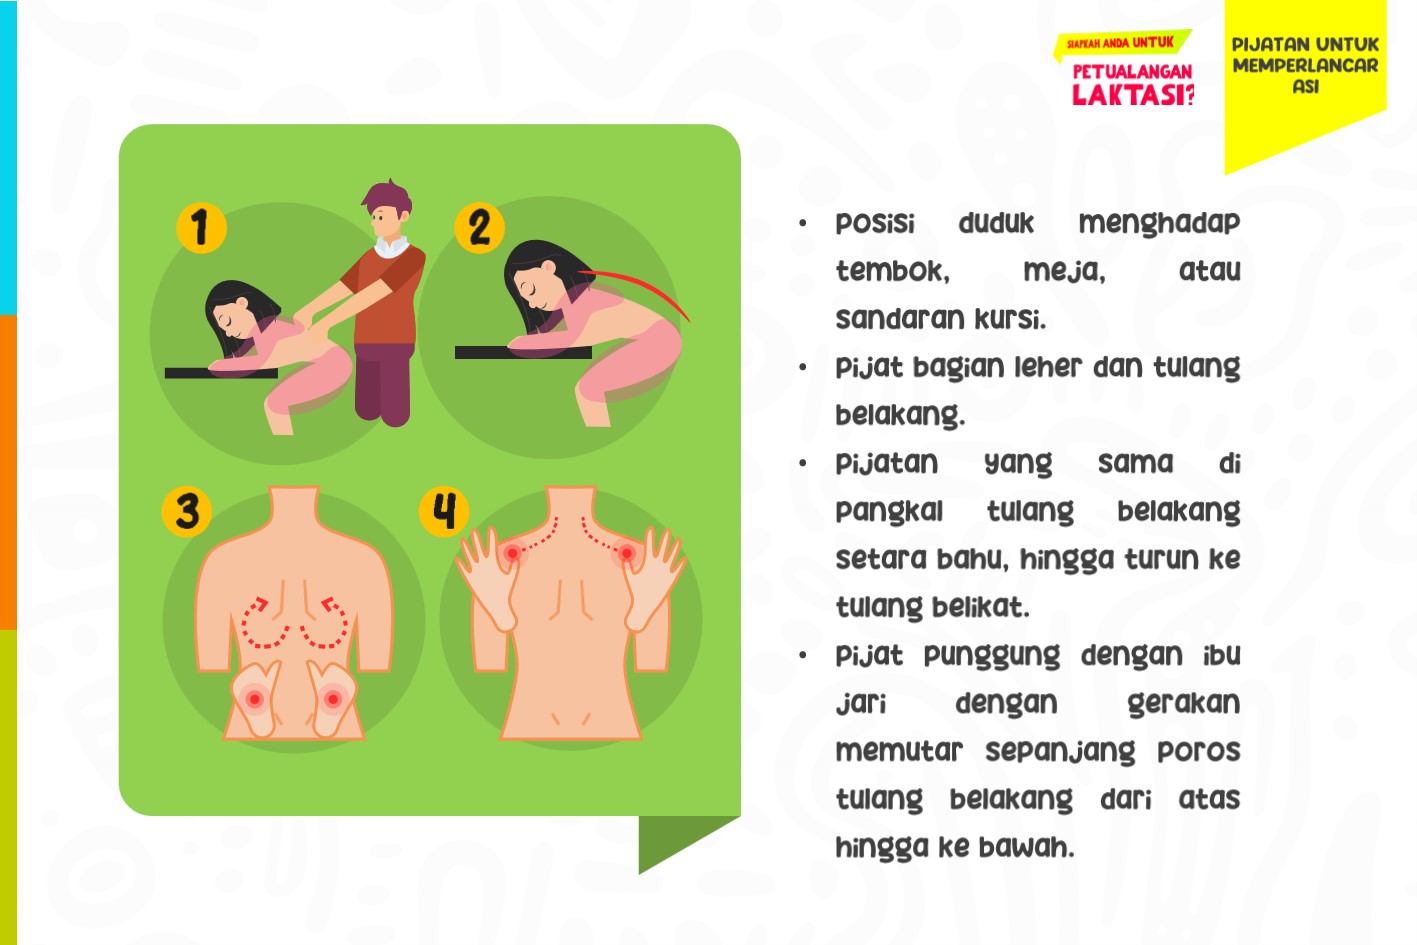 SIAPKAH ANDA UNTUK
PETUALANGAN
LAKTASI?
PIJATAN UNTUK
MEMPERLANCAR
ASI
1
2
3
4
• Posisi duduk menghadap
tembok, meja, atau
sandaran kursi.
• Pijat bagian leher dan tulang
belakang.
• Pijatan yang sama di
pangkal tulang belakang
setara bahu, hingga turun ke
tulang belikat.
• Pijat punggung dengan ibu
jari dengan gerakan
memutar sepanjang poros
tulang belakang dari atas
hingga ke bawah.